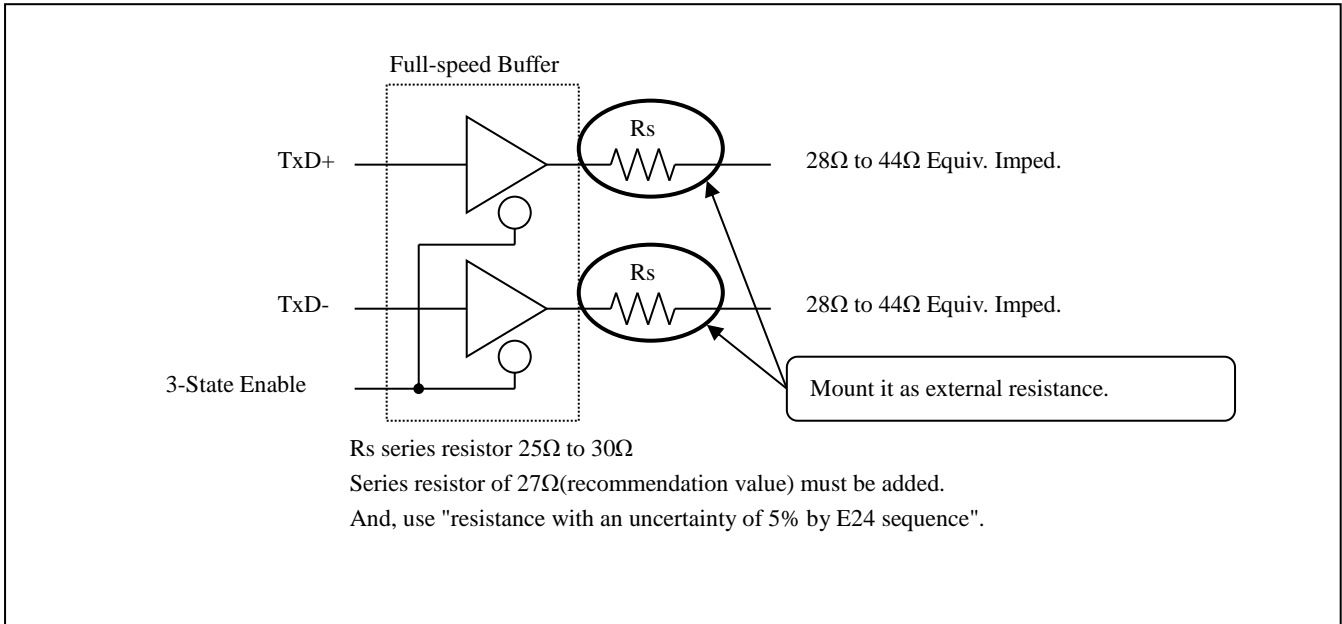 Full-speed Buffer
Rs
TxD+
28Ω to 44Ω Equiv. Imped.
Rs
TxD-
28Ω to 44Ω Equiv. Imped.
3-State Enable
Mount it as external resistance.
Rs series resistor 25Ω to 30Ω
Series resistor of 27Ω(recommendation value) must be added.
And, use "resistance with an uncertainty of 5% by E24 sequence".